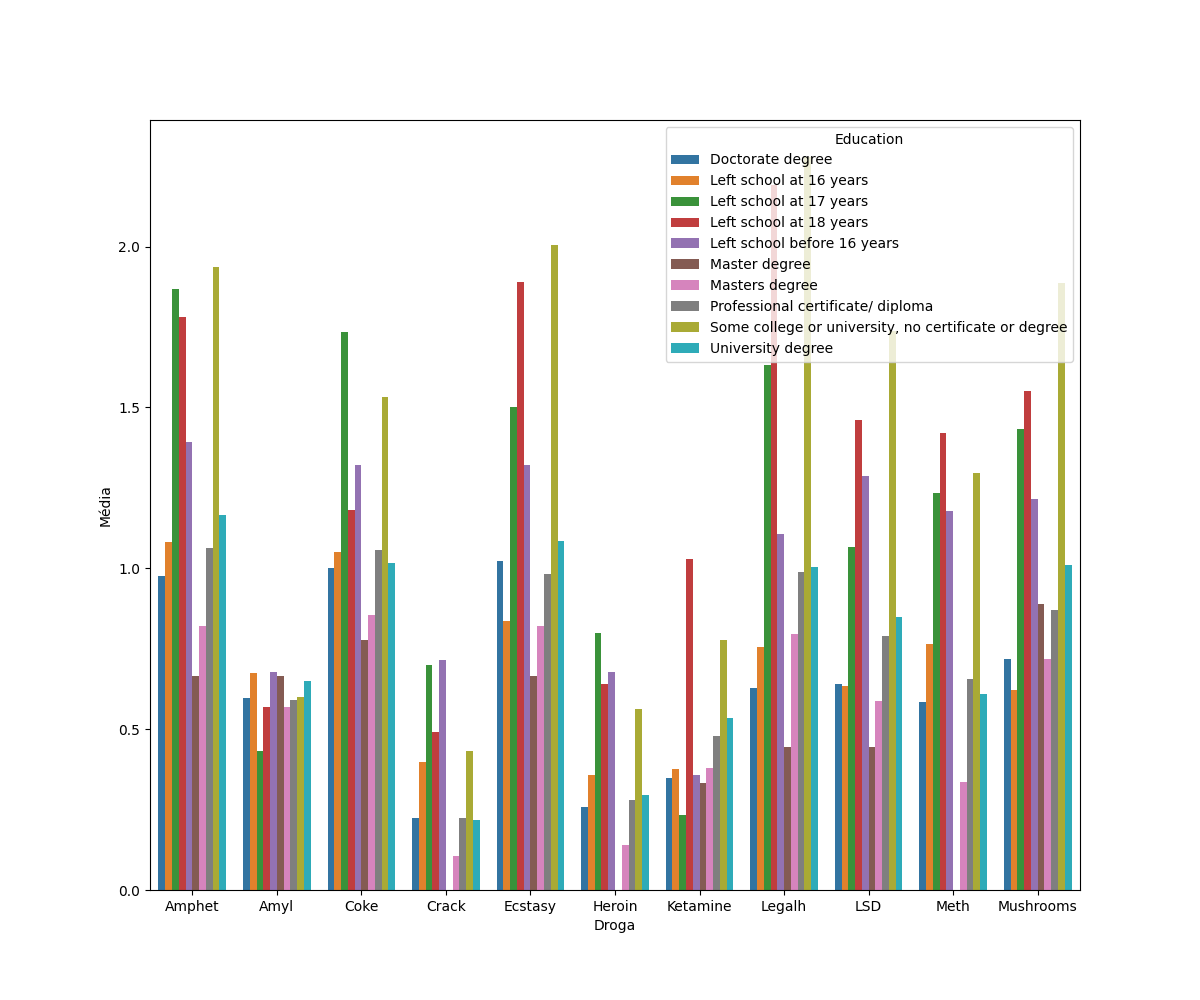 Education
Doctorate degree
Left school at 16 years
Left school at 17 years
Left school at 18 years
Left school before 16 years
Master degree
Masters degree
Professional certificate/ diploma
Some college or university, no certificate or degree
University degree
2.0
1.5
1.0
0.5
0.0
Média
Amphet Amyl Coke Crack Ecstasy Heroin Ketamine Legalh LSD Meth Mushrooms
Droga